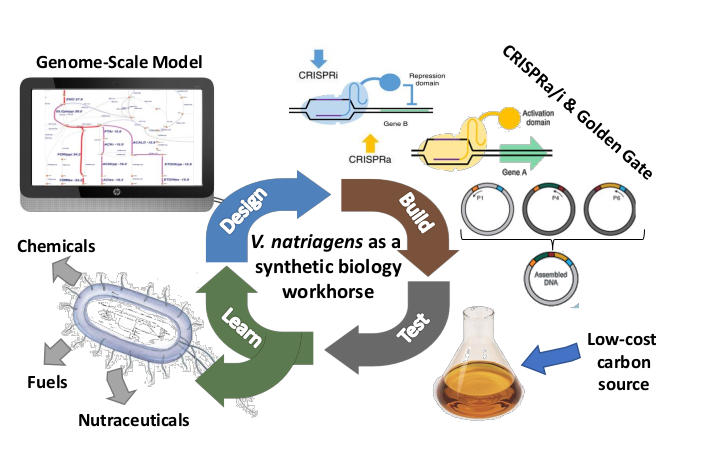 Genome-Scale Model
CRISPRi
Repression
domain
Gene B
CRISPRa
Activation
domain
Gene A
CRISPRa/i & Golden Gate
P1
P4
P6
Assembled
DNA
Design
Build
Test
Learn
V. natriagens as a
synthetic biology
workhorse
Chemicals
Fuels
Nutraceuticals
Low-cost
carbon
source
hp